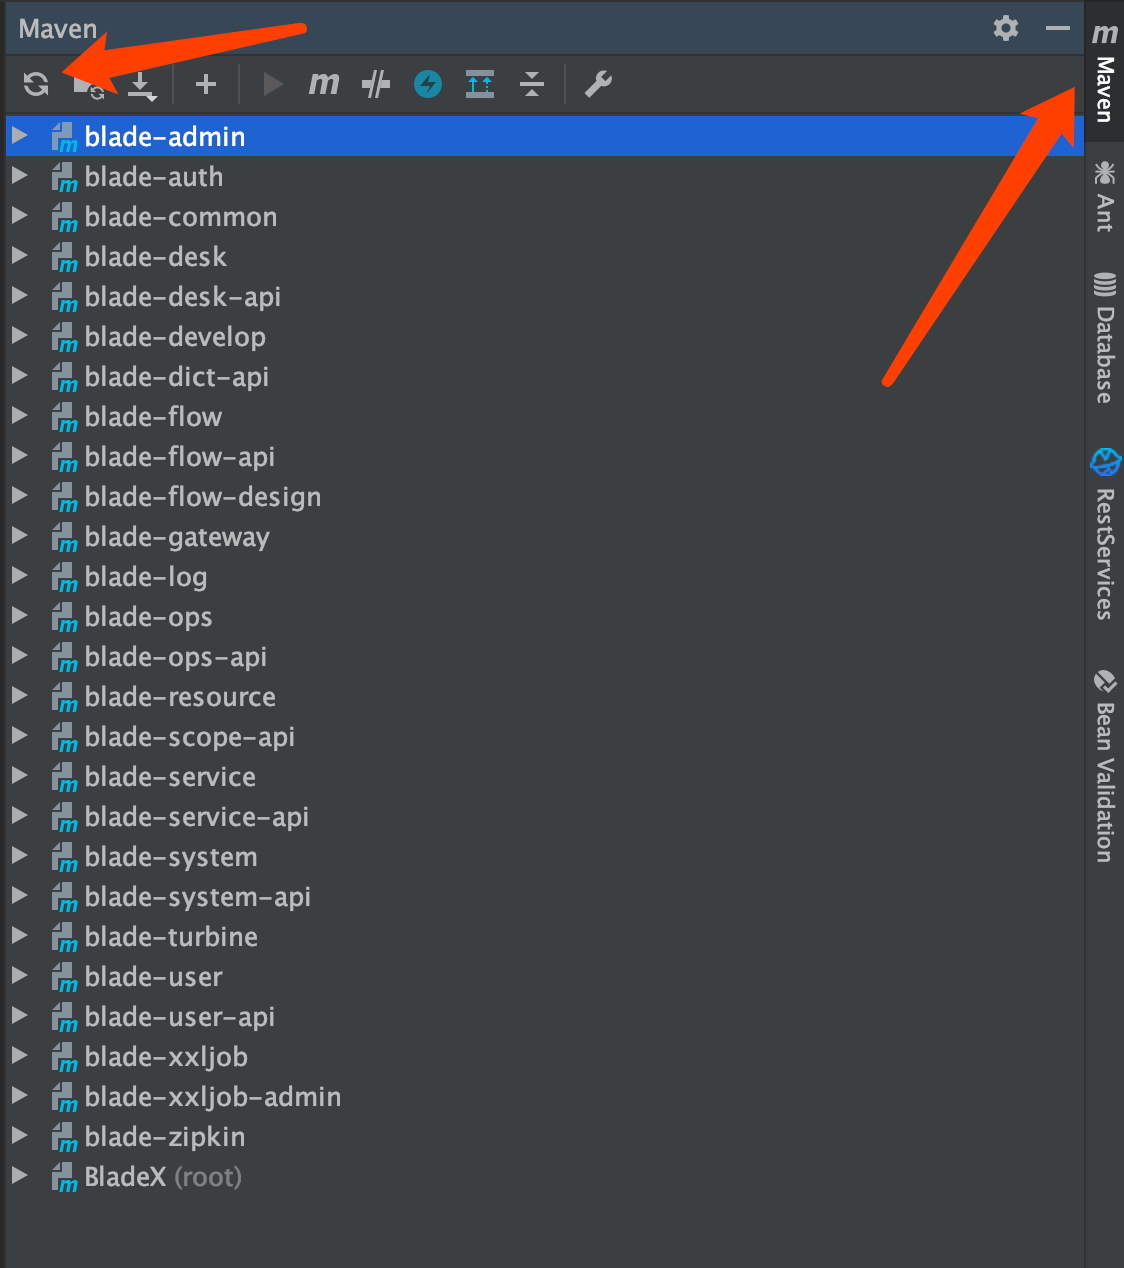 Maven
m
blade-admin
blade-auth
blade-common
blade-desk
blade-desk-api
blade-develop
blade-dict-api
blade-flow
blade-flow-api
blade-flow-design
blade-gateway
blade-log
blade-ops
blade-ops-api
blade-resource
blade-scope-api
blade-service
blade-service-api
blade-system
blade-system-api
blade-turbine
blade-user
blade-user-api
blade-xxljob
blade-xxljob-admin
blade-zipkin
BladeX (root)
m
Maven
Ant
Database
RestServices
Bean Validation